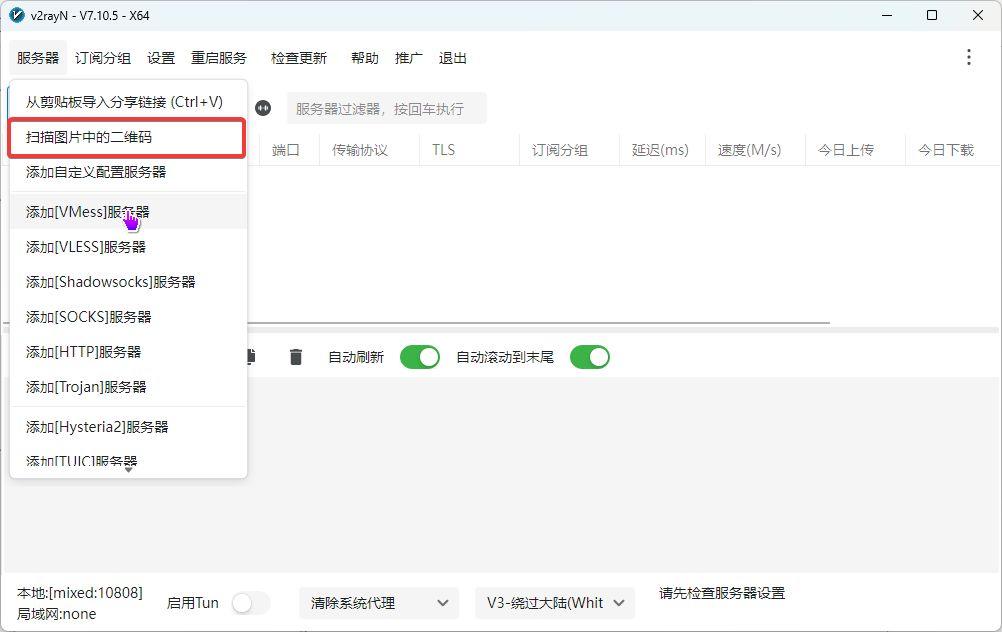 v2rayN - V7.10.5 - X64
服务器 订阅分组 设置 重启服务 检查更新 帮助 推广 退出
从剪贴板导入分享链接 (Ctrl+V)
服务器过滤器，按回车执行
扫描图片中的二维码
端口 传输协议 TLS 订阅分组 延迟(ms) 速度(M/s) 今日上传 今日下载
添加自定义配置服务器
添加[VMess]服务器
添加[VLESS]服务器
添加[Shadowsocks]服务器
添加[SOCKS]服务器
添加[HTTP]服务器
自动刷新 自动滚动到末尾
添加[Trojan]服务器
添加[Hysteria2]服务器
添加[TUIC]服务器
本地:[mixed:10808]
局域网:none
启用Tun 清除系统代理 V3-绕过大陆(Whit 请先检查服务器设置